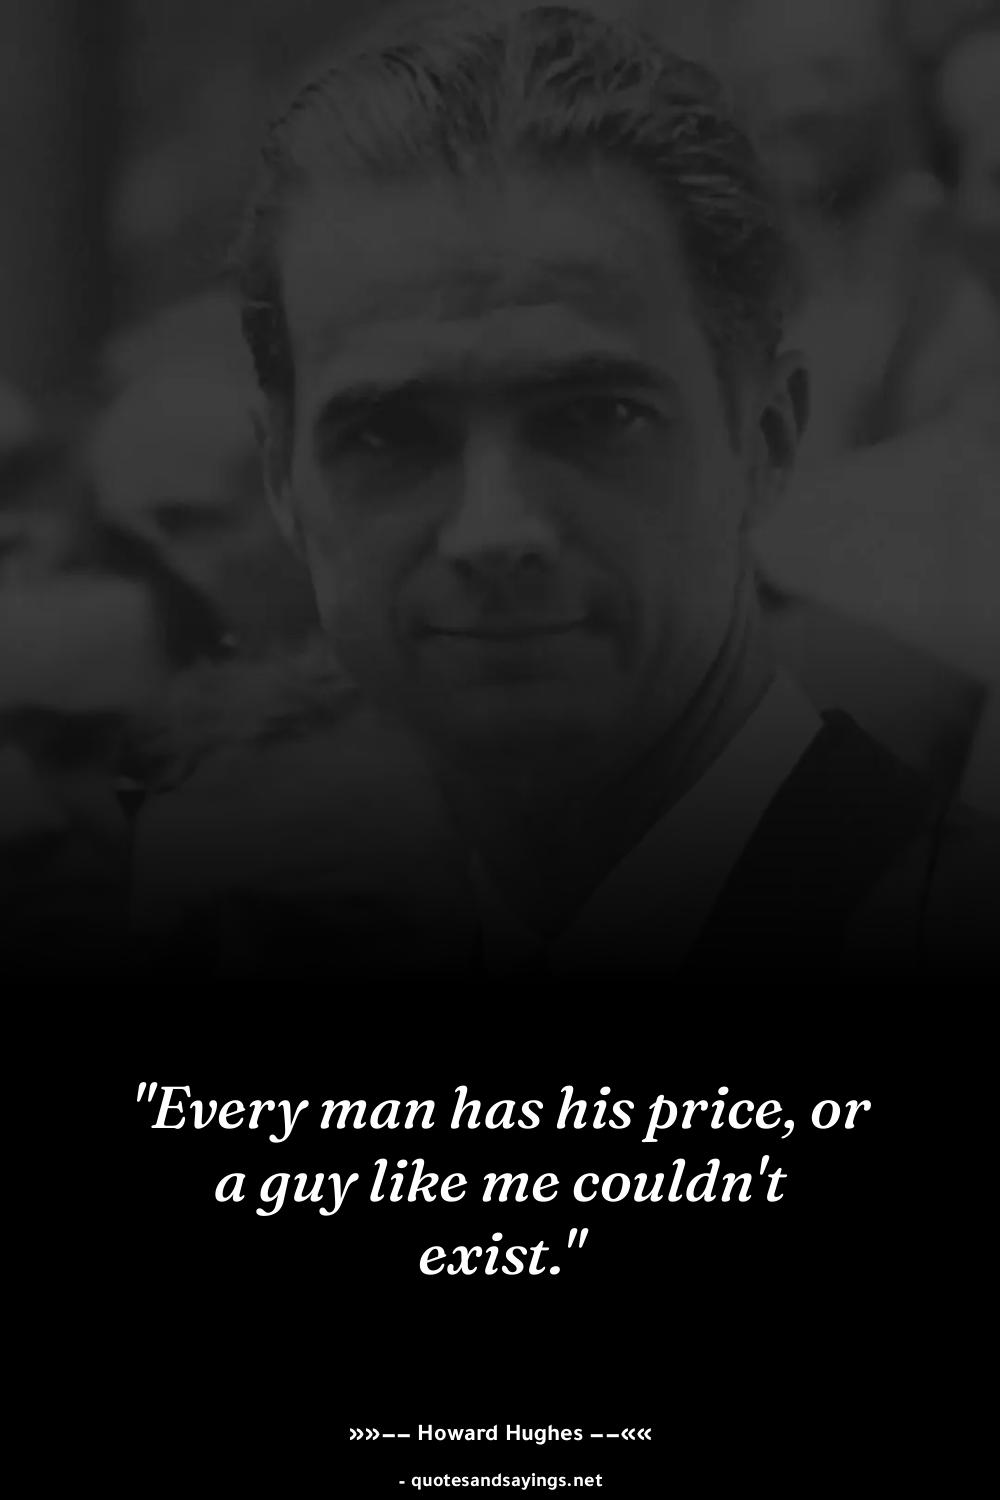 "Every man has his price, or
a guy like me couldn't
exist."
»»−− Howard Hughes −−««
- quotesandsayings.net